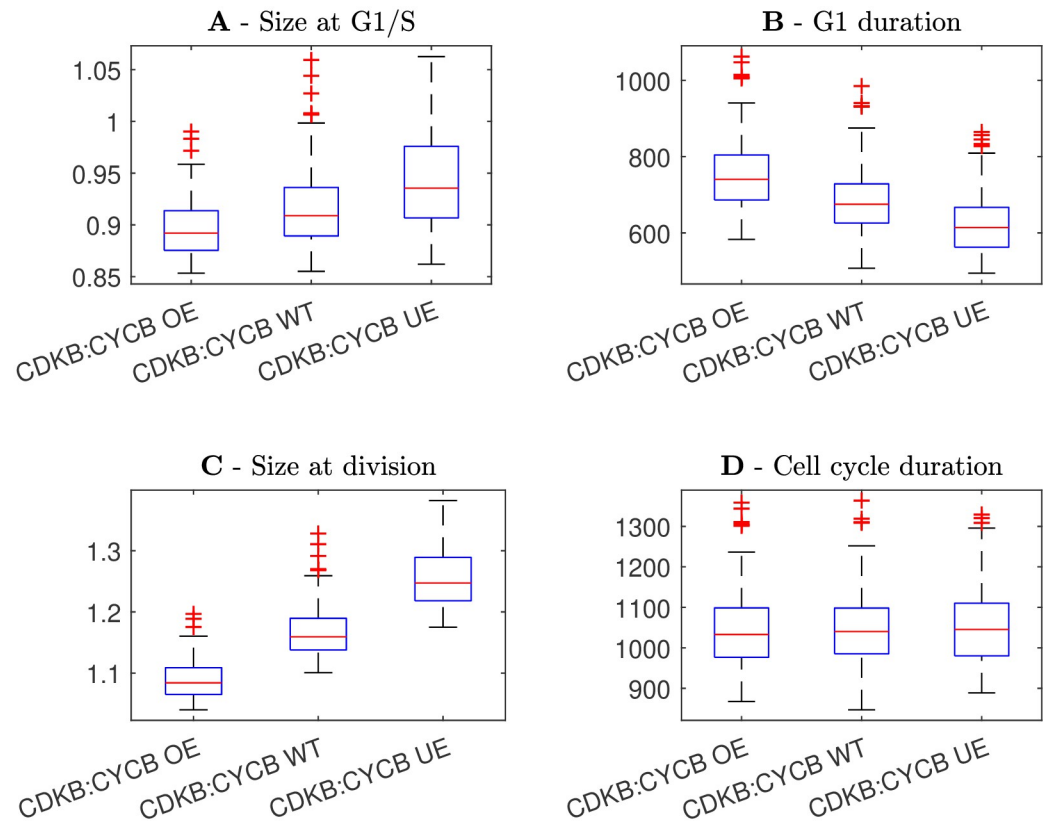 A - Size at G1/S
1.05
1
0.95
0.9
0.85
CDKB:CYCB OE
CDKB:CYCB WT
CDKB:CYCB UE
B - G1 duration
1000
800
600
CDKB:CYCB OE
CDKB:CYCB WT
CDKB:CYCB UE
C - Size at division
1.3
1.2
1.1
CDKB:CYCB OE
CDKB:CYCB WT
CDKB:CYCB UE
D - Cell cycle duration
1300
1200
1100
1000
900
CDKB:CYCB OE
CDKB:CYCB WT
CDKB:CYCB UE